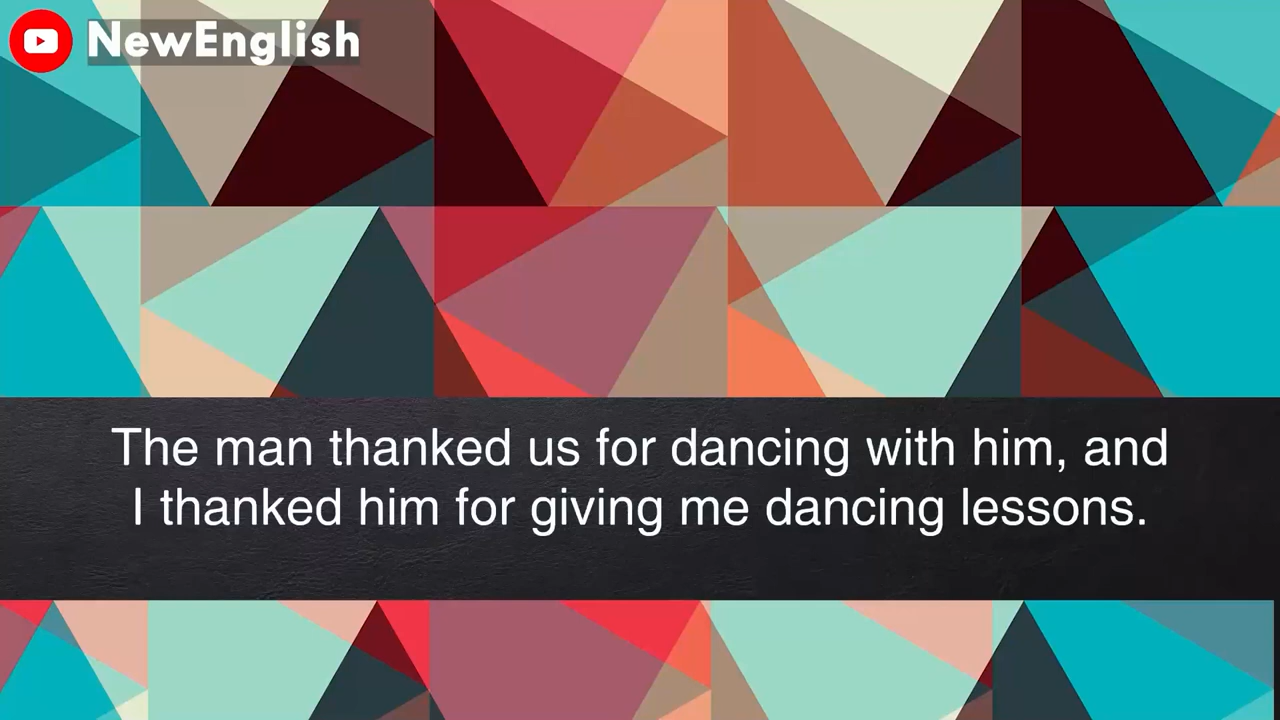 NewEnglish
The man thanked us for dancing with him, and
I thanked him for giving me dancing lessons.